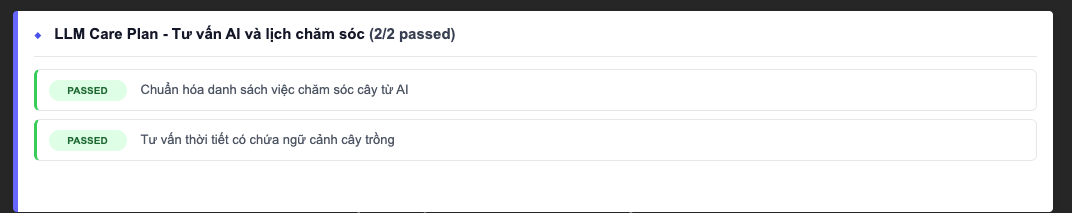 LLM Care Plan - Tư vấn AI và lịch chăm sóc (2/2 passed)
PASSED Chuẩn hóa danh sách việc chăm sóc cây từ AI
PASSED Tư vấn thời tiết có chứa ngữ cảnh cây trồng